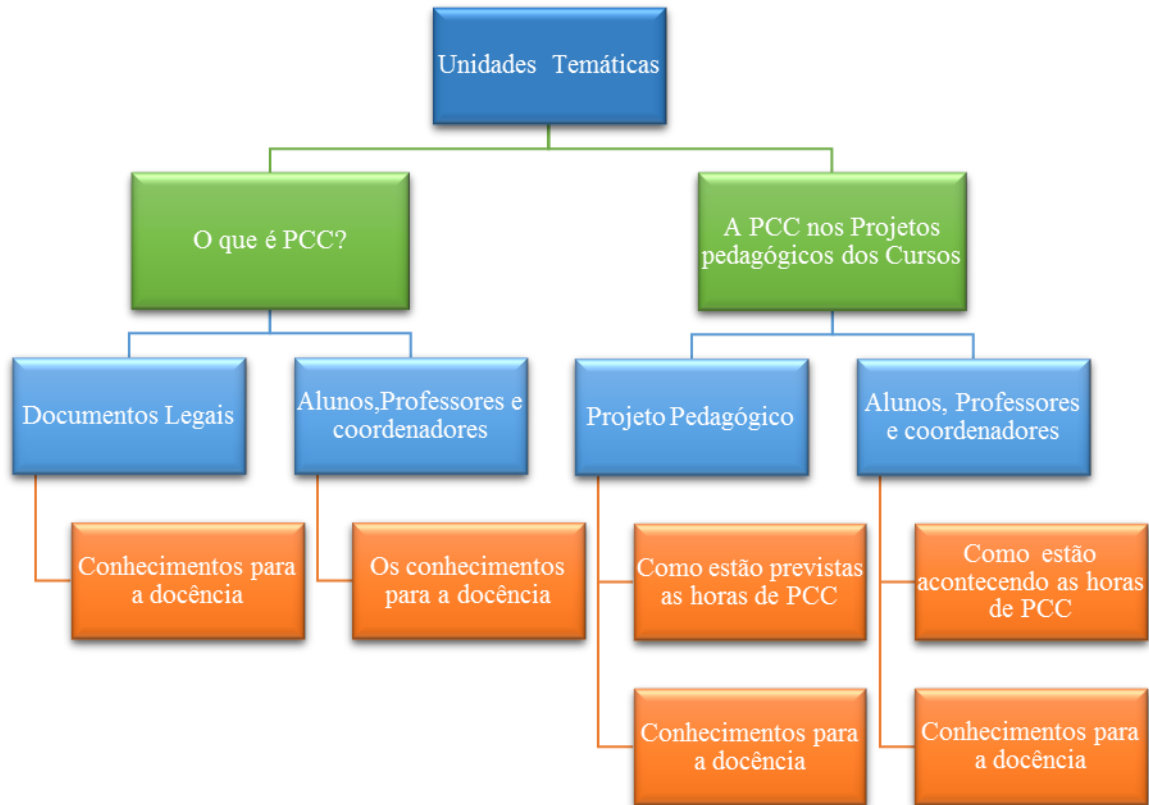 Unidades Temáticas
O que é PCC?
A PCC nos Projetos
pedagógicos dos Cursos
Documentos Legais
Alunos,Professores e
coordenadores
Projeto Pedagógico
Alunos, Professores
e coordenadores
Conhecimentos para
a docência
Os conhecimentos
para a docência
Como estão previstas
as horas de PCC
Como estão
acontecendo as horas
de PCC
Conhecimentos para
a docência
Conhecimentos para
a docência